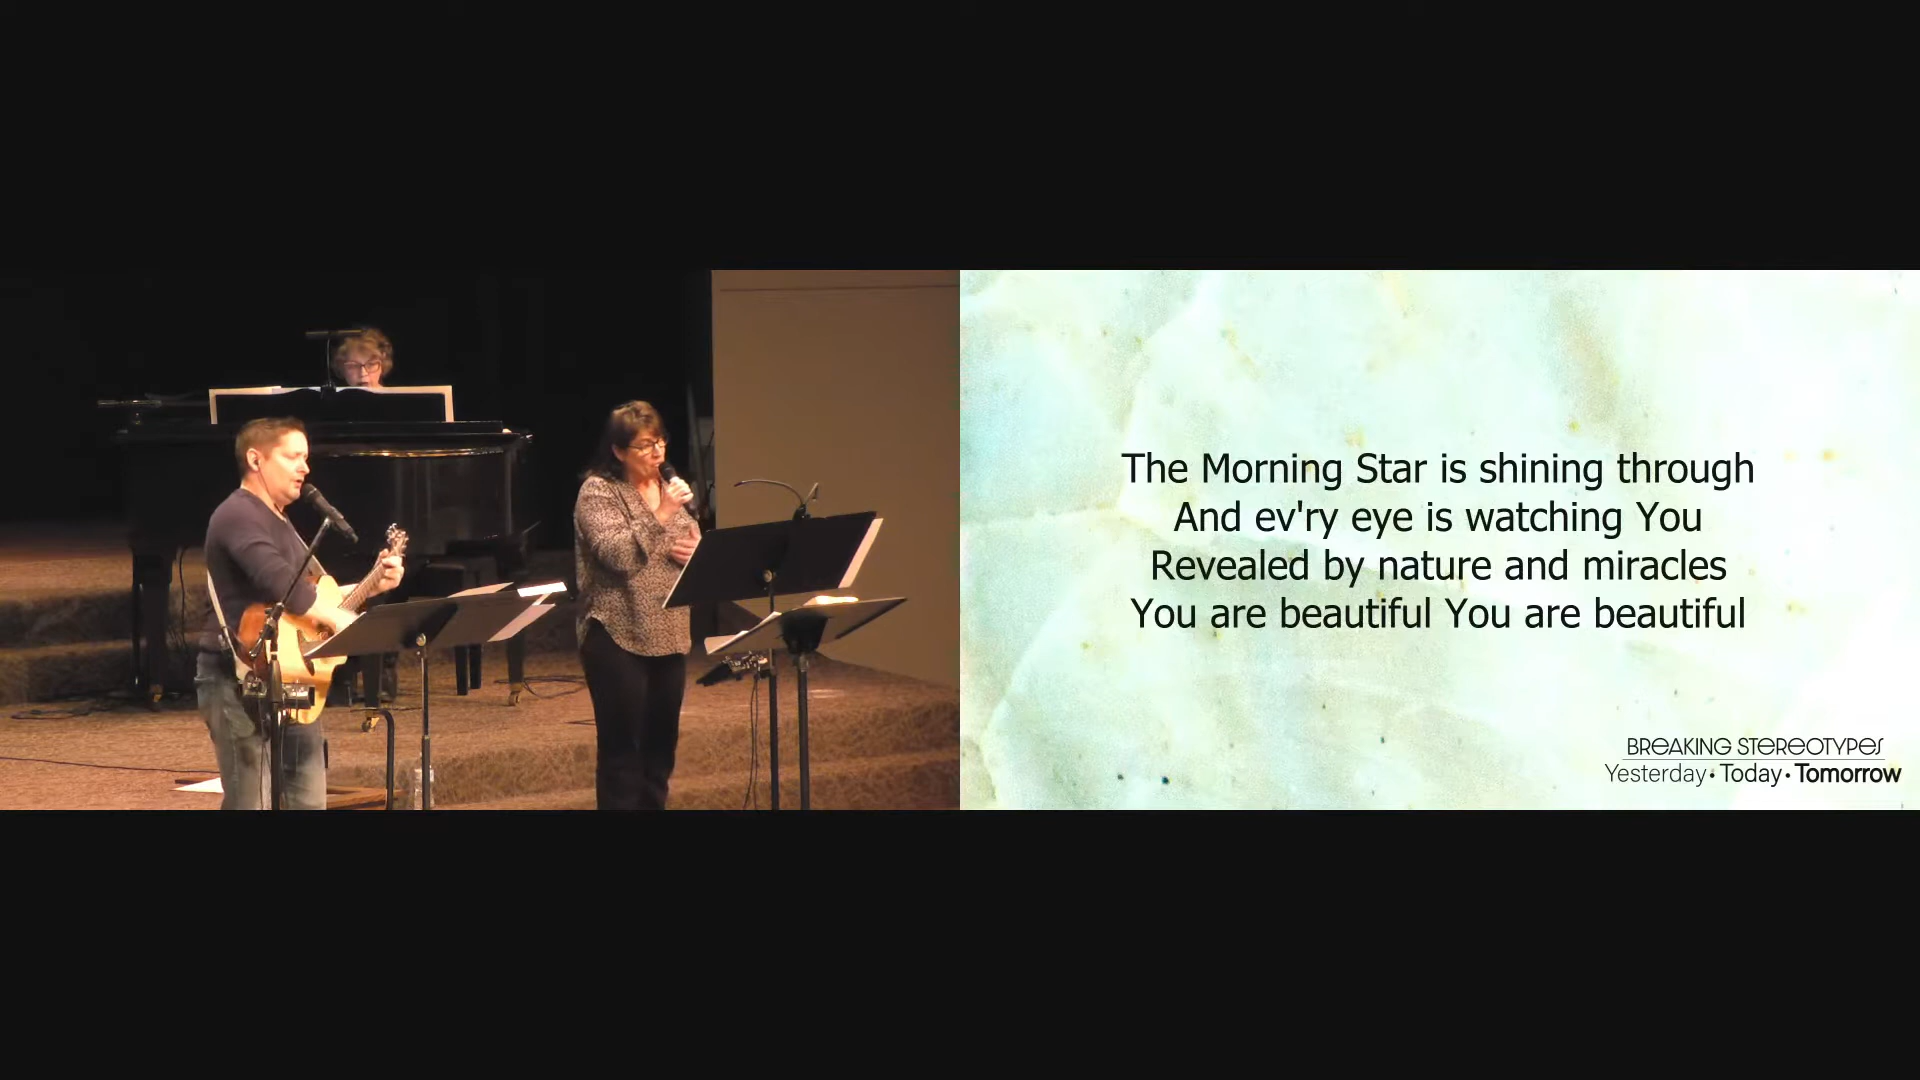 The Morning Star is shining through
And ev'ry eye is watching You
Revealed by nature and miracles
You are beautiful You are beautiful
BREAKING STEREOTYPES
Yesterday • Today • Tomorrow